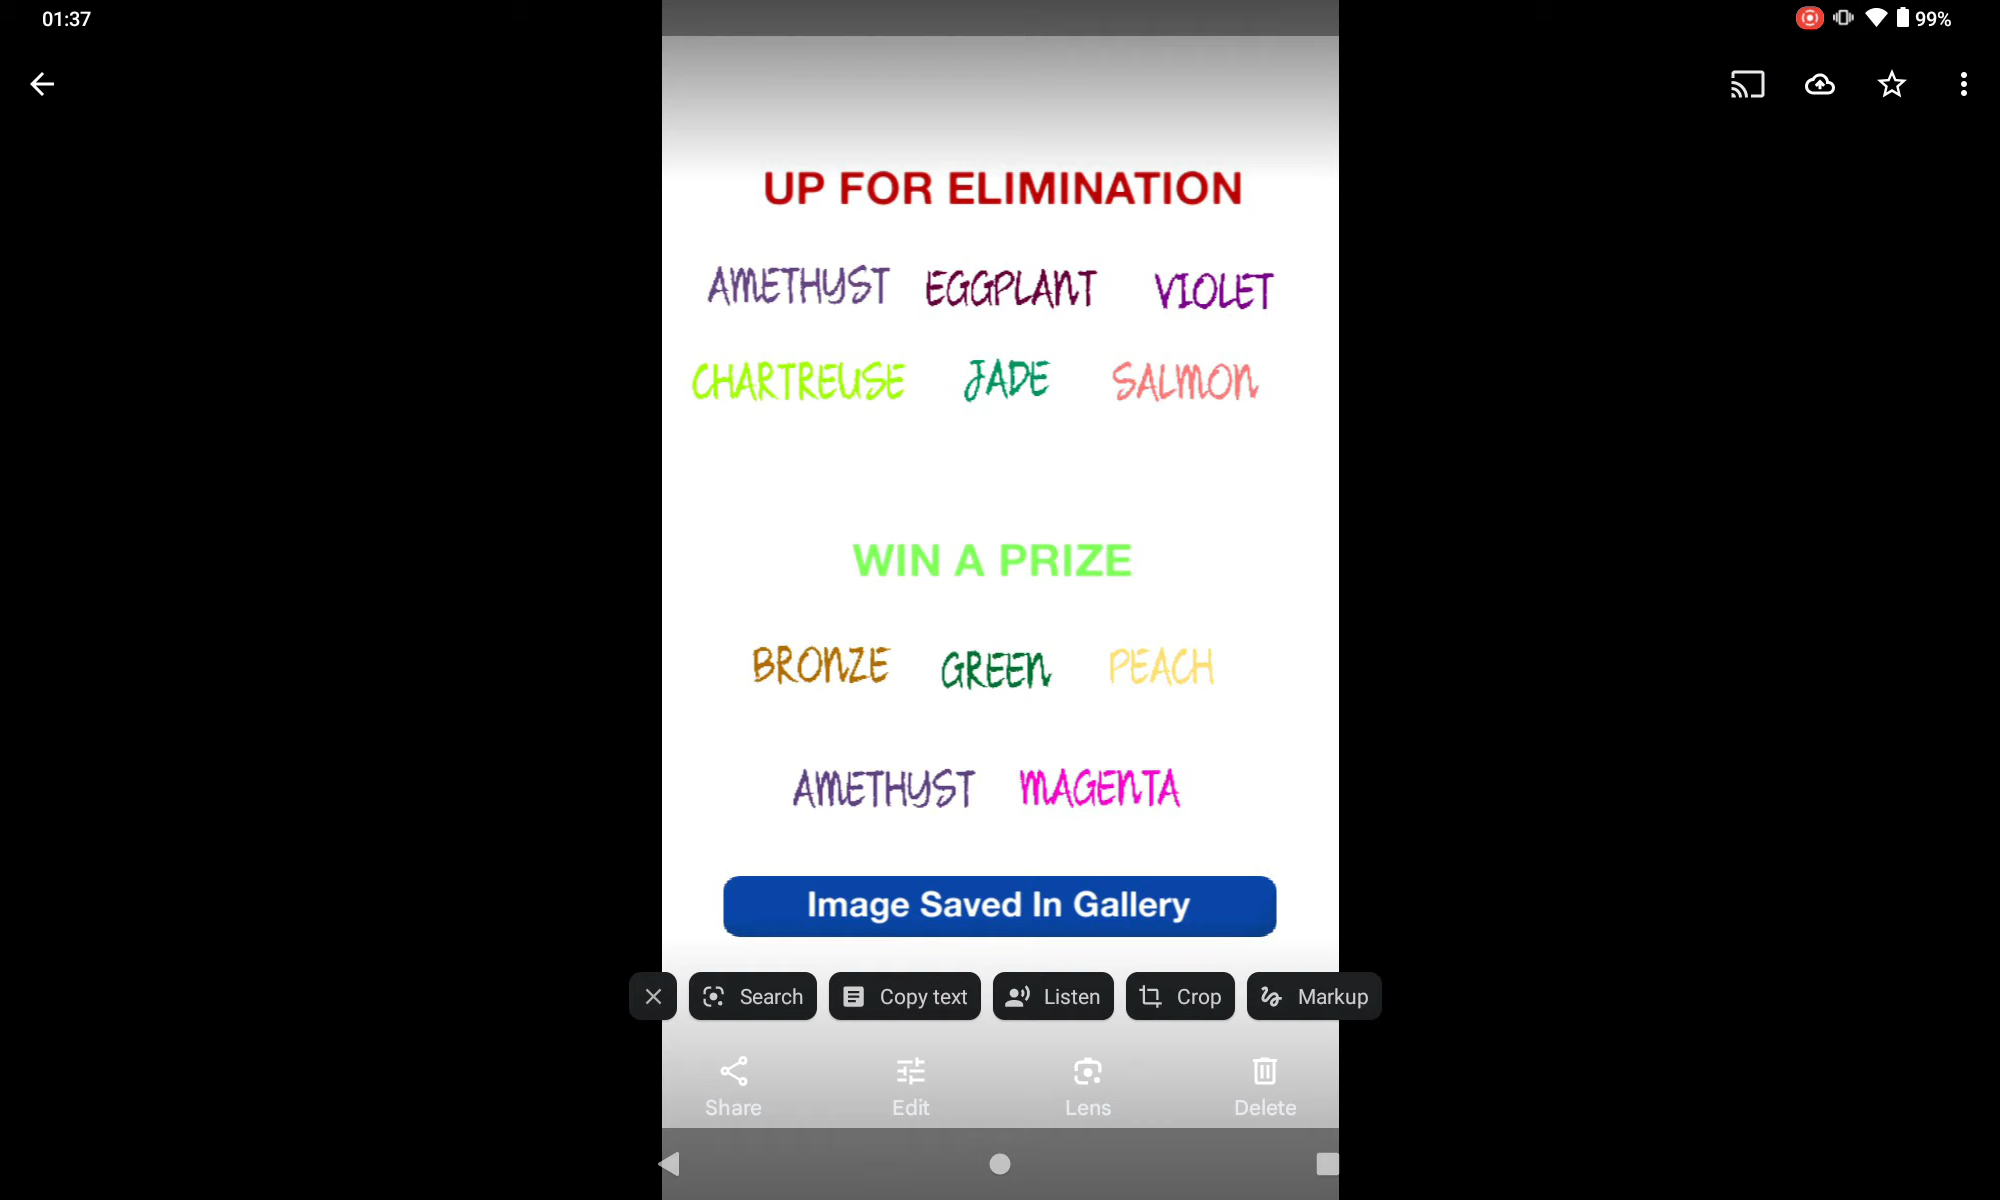 01:37
99%
UP FOR ELIMINATION
AMETHYST EGGPLANT VIOLET
CHARTREUSE JADE SALMON
WIN A PRIZE
BRONZE GREEN PEACH
AMETHYST MAGENTA
Image Saved In Gallery
Search Copy text Listen Crop Markup
Share Edit Lens Delete